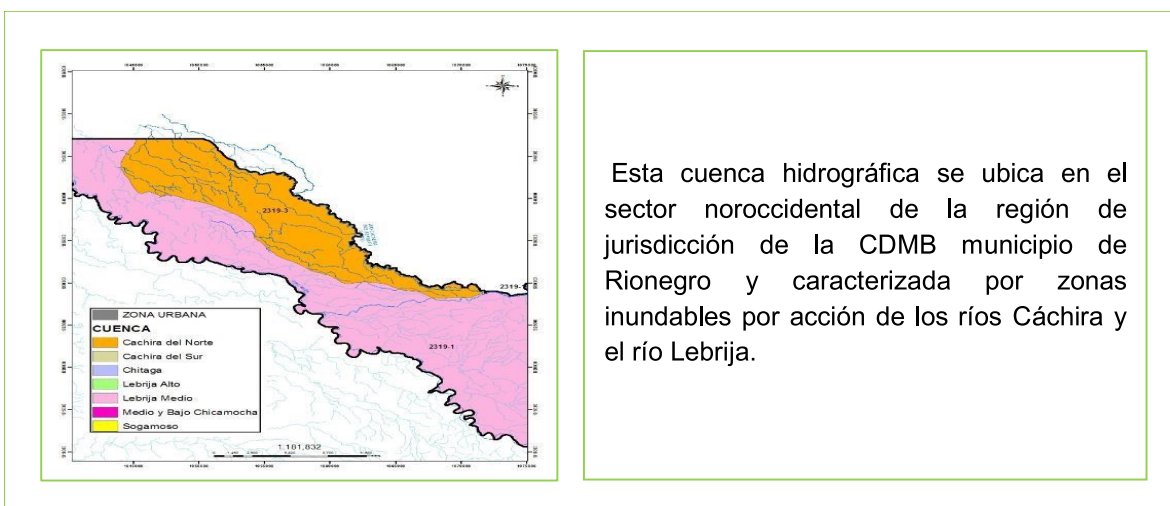 2319-3
2319-
2319-1
ZONA URBANA
CUENCA
Cachira del Norte
Cachira del Sur
Chitaga
Lebrija Alto
Lebrija Medio
Medio y Bajo Chicamocha
Sogamoso
1:181,832
Esta cuenca hidrográfica se ubica en el
sector noroccidental de la región de
jurisdicción de la CDMB municipio de
Rionegro y caracterizada por zonas
inundables por acción de los ríos Cáchira y
el río Lebrija.